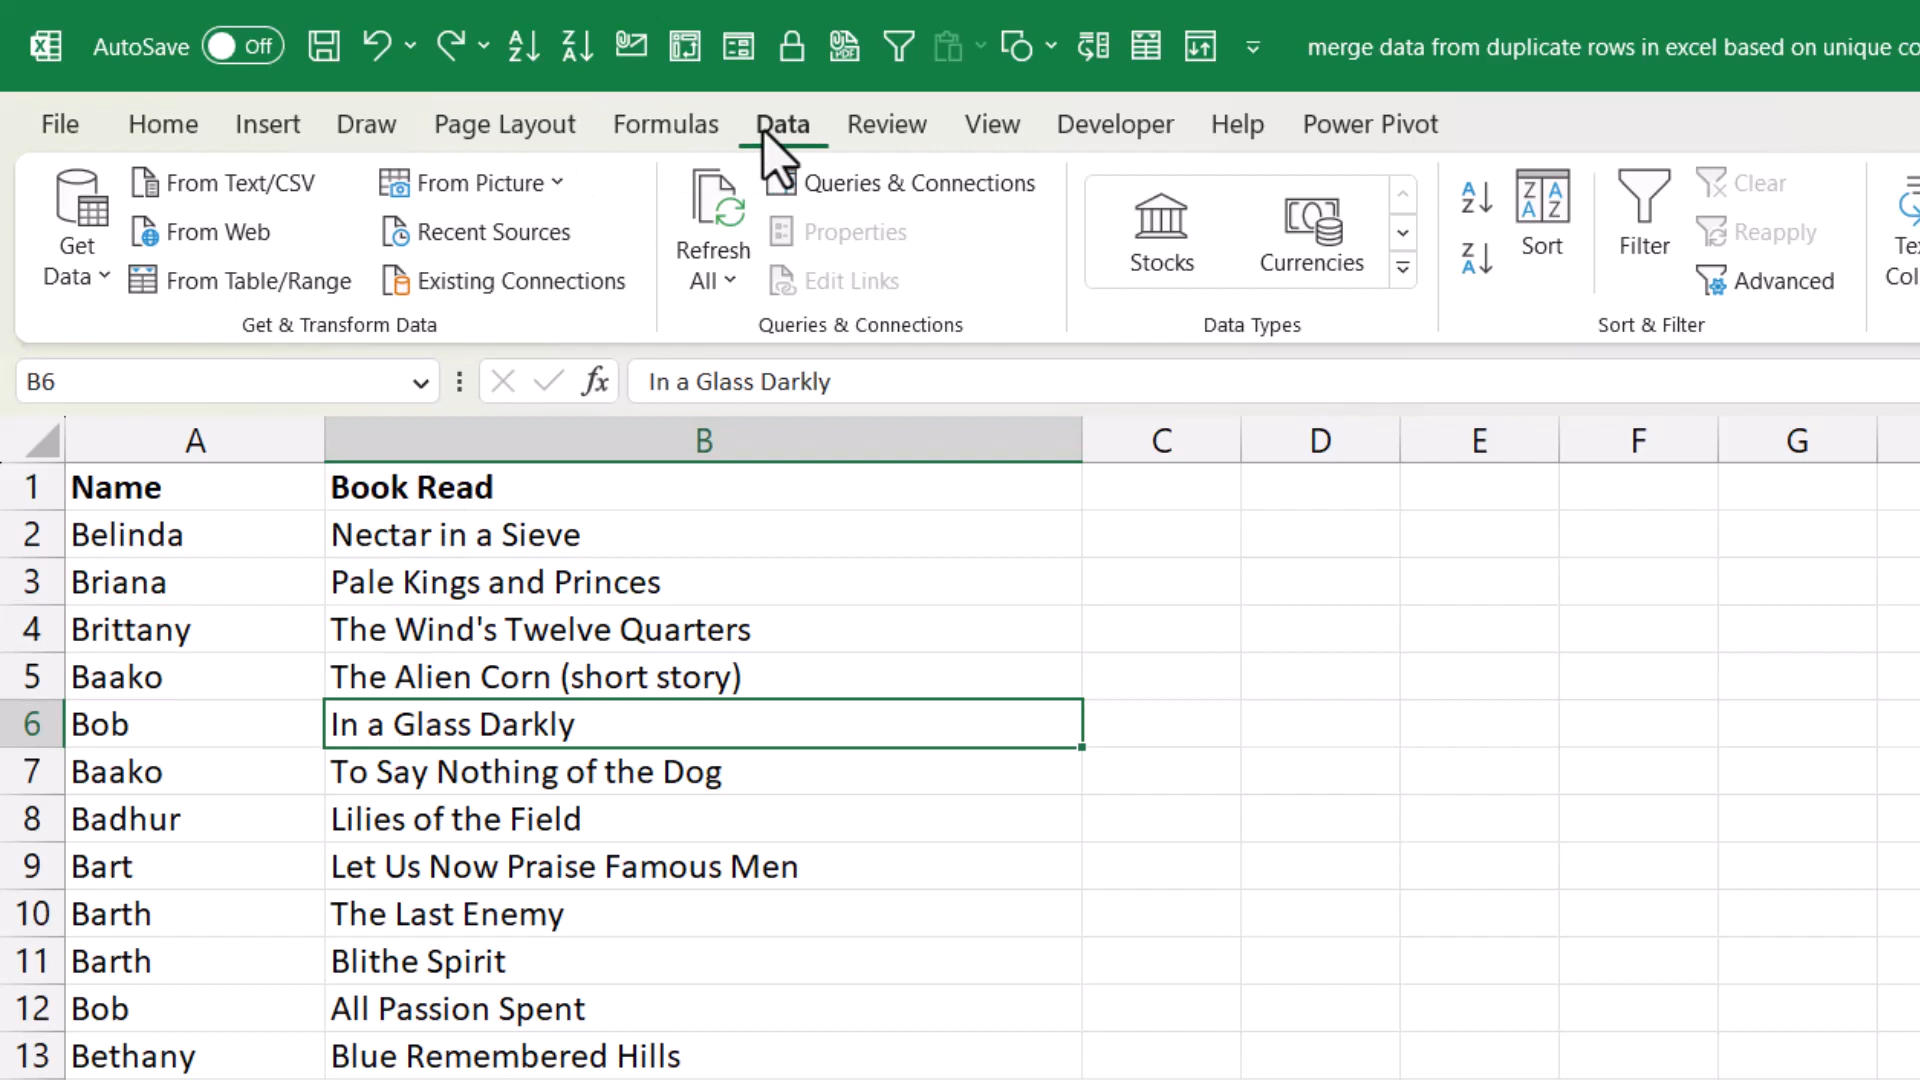 AutoSave Off merge data from duplicate rows in excel based on unique co
File Home Insert Draw Page Layout Formulas Data Review View Developer Help Power Pivot
Get Data
From Text/CSV
From Web
From Table/Range
From Picture
Recent Sources
Existing Connections
Get & Transform Data
Refresh All
Queries & Connections
Properties
Edit Links
Queries & Connections
Stocks
Currencies
Data Types
Sort
Filter
Clear
Reapply
Advanced
Sort & Filter
B6 fx In a Glass Darkly
A B C D E F G
1 Name Book Read
2 Belinda Nectar in a Sieve
3 Briana Pale Kings and Princes
4 Brittany The Wind's Twelve Quarters
5 Baako The Alien Corn (short story)
6 Bob In a Glass Darkly
7 Baako To Say Nothing of the Dog
8 Badhur Lilies of the Field
9 Bart Let Us Now Praise Famous Men
10 Barth The Last Enemy
11 Barth Blithe Spirit
12 Bob All Passion Spent
13 Bethany Blue Remembered Hills